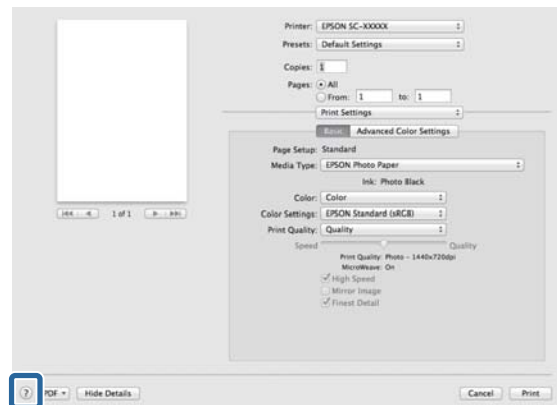 Printer: EPSON SC-XXXXX
Presets: Default Settings
Copies: 1
Pages: All
From: 1 to: 1
Print Settings
Basic Advanced Color Settings
Page Setup: Standard
Media Type: EPSON Photo Paper
Ink: Photo Black
Color: Color
Color Settings: EPSON Standard (sRGB)
Print Quality: Quality
Speed Quality
Print Quality: Photo - 1440x720dpi
MicroWeave: On
High Speed
Mirror Image
Finest Detail
1 of 1
? PDF Hide Details Cancel Print